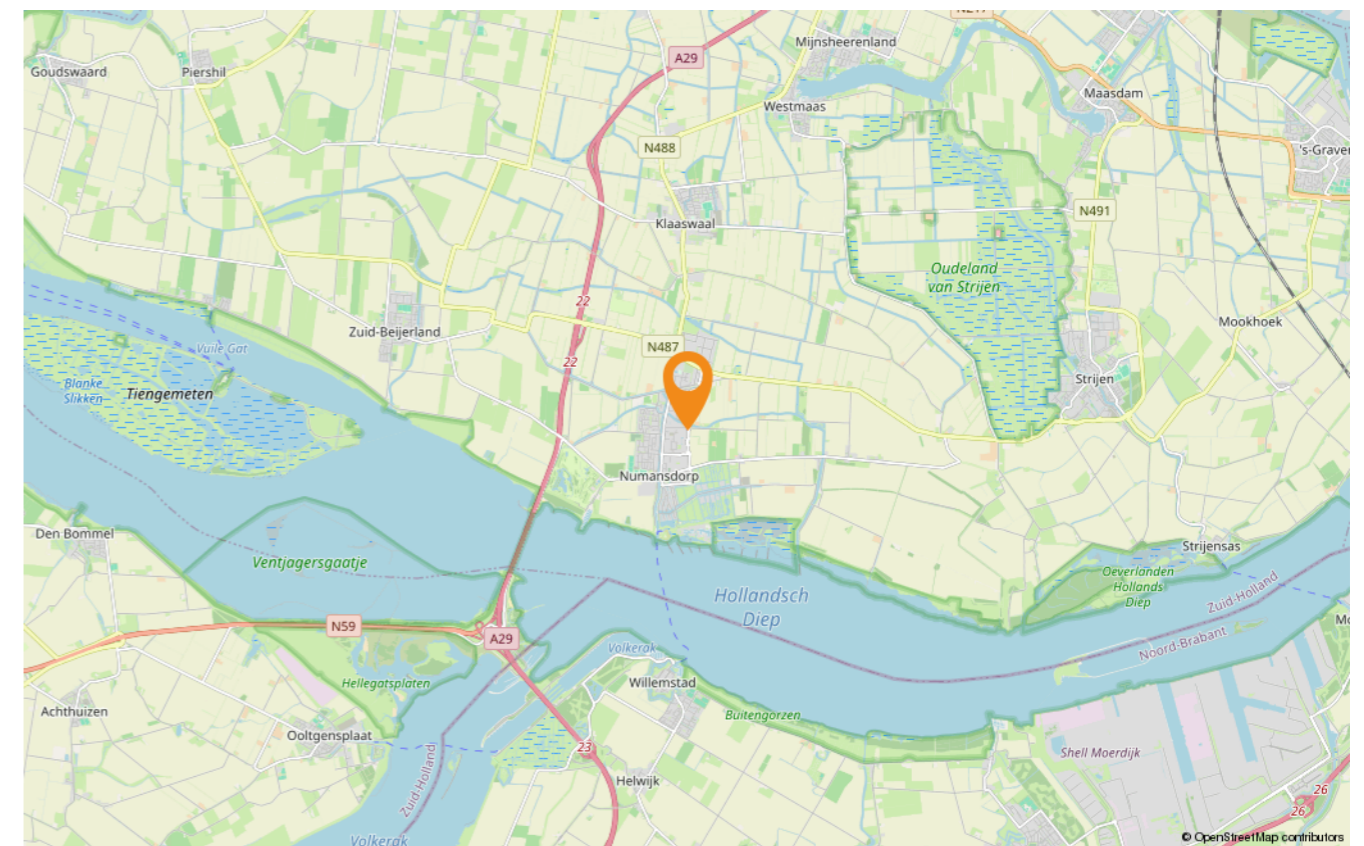 N217
Mijnsheerenland
A29
Goudswaard
Piershil
Maasdam
Westmaas
N488
's-Graven
N491
Klaaswaal
Oudeland
van Strijen
22
Zuid-Beijerland
Mookhoek
Vuile Gat
N487
22
Blanke
Slikken
Tiengemeten
Strijen
Numansdorp
Den Bommel
Strijensas
Ventjagersgaatje
Oeverlanden
Hollands
Diep
Hollandsch
Diep
Zuid-Holland
N59
A29
Noord-Brabant
Mo
Volkerak
Hellegatsplaten
Willemstad
Achthuizen
Buitengorzen
Ooltgensplaat
23
Shell Moerdijk
Zuid-Holland
Helwijk
26
26
Volkerak
© OpenStreetMap contributors